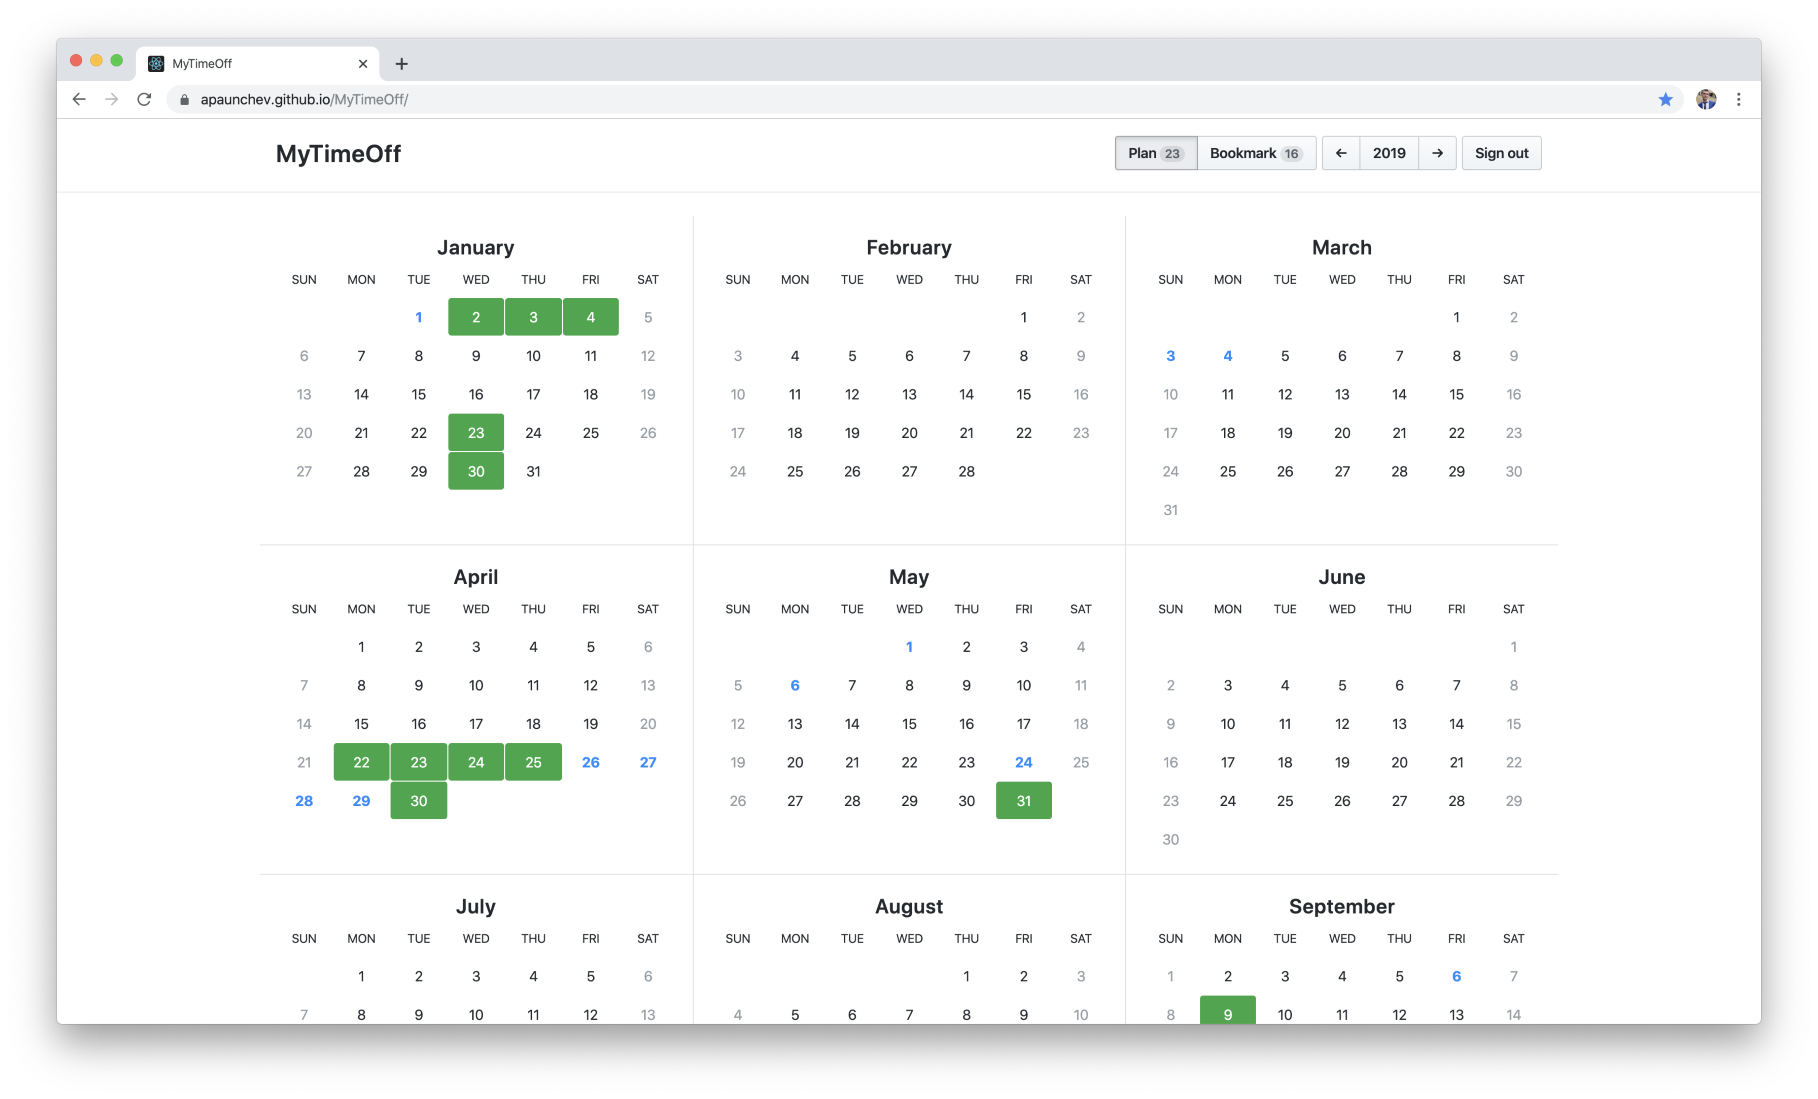 MyTimeOff
apaunchev.github.io/MyTimeOff/
MyTimeOff Plan 23 Bookmark 16 ← 2019 → Sign out
January February March
SUN MON TUE WED THU FRI SAT SUN MON TUE WED THU FRI SAT SUN MON TUE WED THU FRI SAT
1 2 3 4 5 1 2 1 2
6 7 8 9 10 11 12 3 4 5 6 7 8 9 3 4 5 6 7 8 9
13 14 15 16 17 18 19 10 11 12 13 14 15 16 10 11 12 13 14 15 16
20 21 22 23 24 25 26 17 18 19 20 21 22 23 17 18 19 20 21 22 23
27 28 29 30 31 24 25 26 27 28 24 25 26 27 28 29 30
31
April May June
SUN MON TUE WED THU FRI SAT SUN MON TUE WED THU FRI SAT SUN MON TUE WED THU FRI SAT
1 2 3 4 5 6 1 2 3 4 1
7 8 9 10 11 12 13 5 6 7 8 9 10 11 2 3 4 5 6 7 8
14 15 16 17 18 19 20 12 13 14 15 16 17 18 9 10 11 12 13 14 15
21 22 23 24 25 26 27 19 20 21 22 23 24 25 16 17 18 19 20 21 22
28 29 30 26 27 28 29 30 31 23 24 25 26 27 28 29
30
July August September
SUN MON TUE WED THU FRI SAT SUN MON TUE WED THU FRI SAT SUN MON TUE WED THU FRI SAT
1 2 3 4 5 6 1 2 3 1 2 3 4 5 6 7
7 8 9 10 11 12 13 4 5 6 7 8 9 10 8 9 10 11 12 13 14